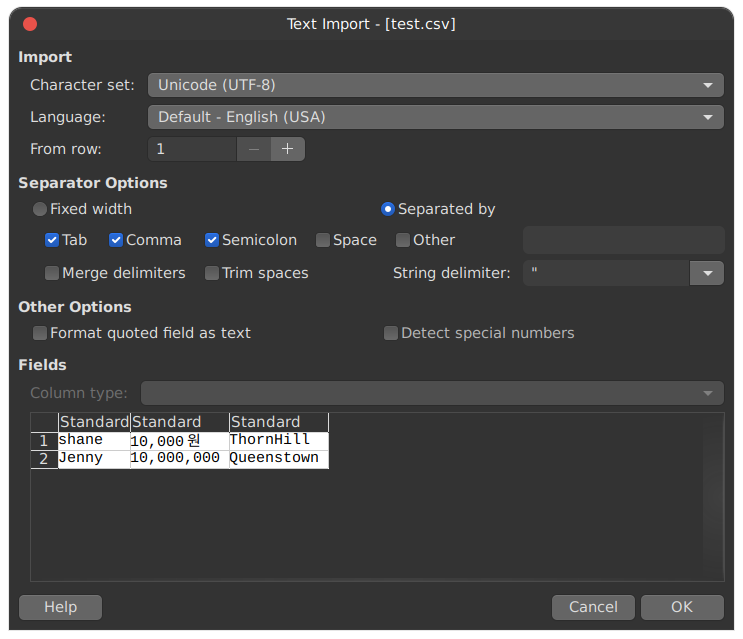 Text Import - [test.csv]
Import
Character set: Unicode (UTF-8)
Language: Default - English (USA)
From row: 1 − +
Separator Options
Fixed width Separated by
Tab Comma Semicolon Space Other
Merge delimiters Trim spaces String delimiter: "
Other Options
Format quoted field as text Detect special numbers
Fields
Column type:
Standard Standard Standard
1 shane 10,000원 ThornHill
2 Jenny 10,000,000 Queenstown
Help Cancel OK